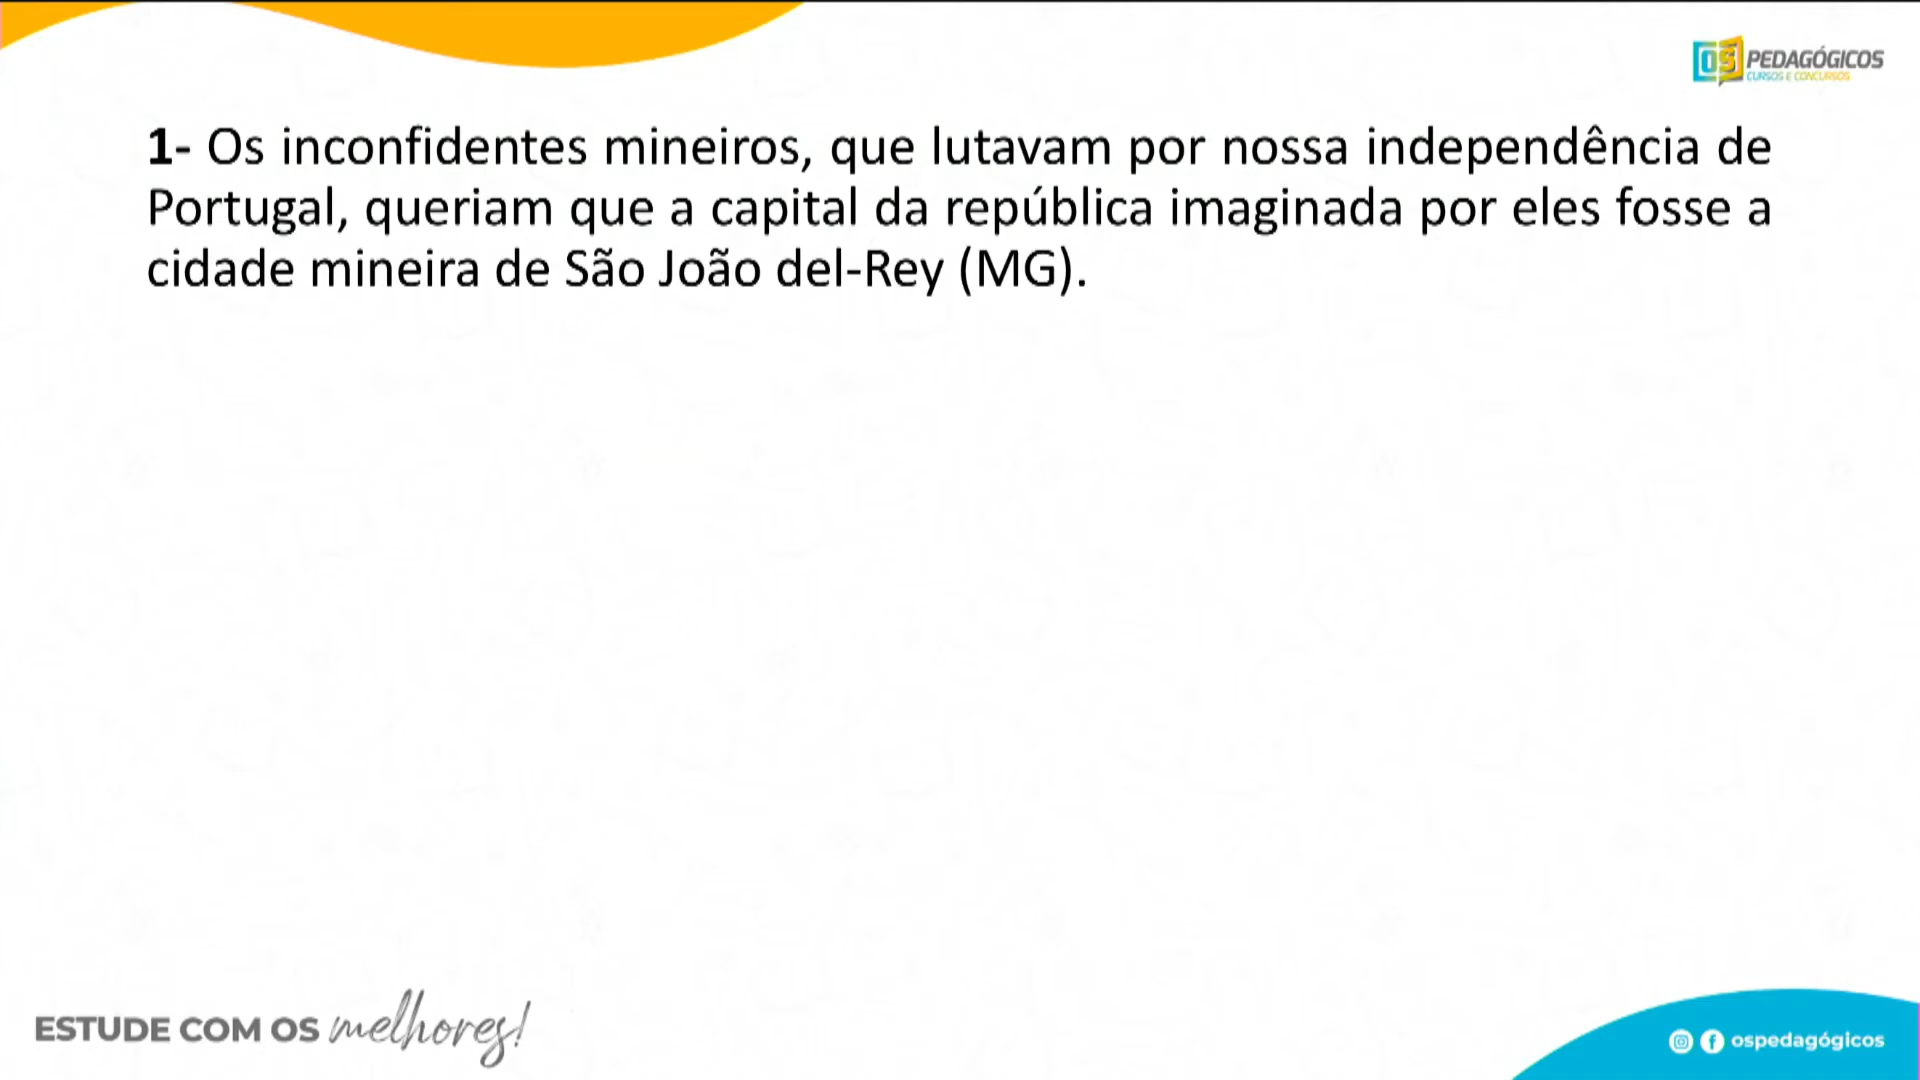 OS PEDAGÓGICOS
CURSOS E CONCURSOS
1- Os inconfidentes mineiros, que lutavam por nossa independência de
Portugal, queriam que a capital da república imaginada por eles fosse a
cidade mineira de São João del-Rey (MG).
ESTUDE COM OS melhores!
ospedagógicos